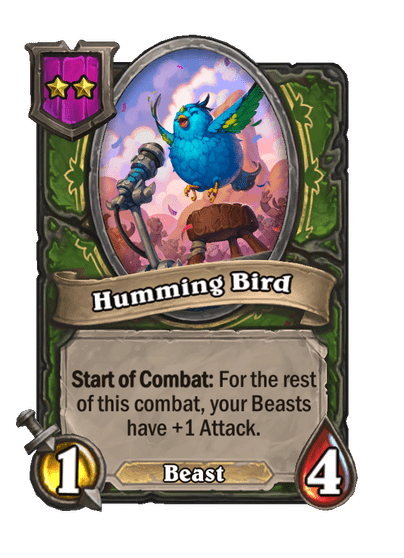 Humming Bird
Start of Combat: For the rest
of this combat, your Beasts
have +1 Attack.
1
Beast
4